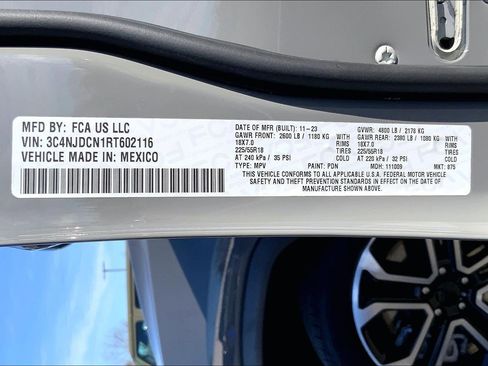 MFD BY: FCA US LLC
VIN: 3C4NJDCN1RT602116
VEHICLE MADE IN: MEXICO
DATE OF MFR (BUILT): 11-23
GAWR FRONT: 2600 LB / 1180 KG
18X7.0 RIMS
225/55R18 TIRES
AT 240 kPa / 35 PSI
TYPE: MPV PAINT: PDN
GVWR: 4800 LB / 2178 KG
GAWR REAR: 2380 LB / 1080 KG
18X7.0 RIMS
225/55R18 TIRES
AT 220 kPa / 32 PSI
MDH: 111009 MKT: 875
THIS VEHICLE CONFORMS TO ALL APPLICABLE U.S.A. FEDERAL MOTOR VEHICLE
SAFETY AND THEFT PREVENTION STANDARDS IN EFFECT ON THE DATE OF
MANUFACTURE SHOWN ABOVE.